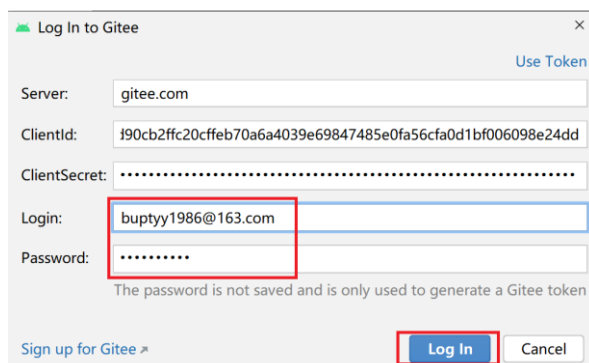 Log In to Gitee
Use Token
Server: gitee.com
ClientId: d90cb2ffc20cffeb70a6a4039e69847485e0fa56cfa0d1bf006098e24dd
ClientSecret: ••••••••••••••••••••••••••••••••••••••••••••••••••••••••••••••••
Login: buptyy1986@163.com
Password: ••••••••••
The password is not saved and is only used to generate a Gitee token
Sign up for Gitee ↗
Log In
Cancel